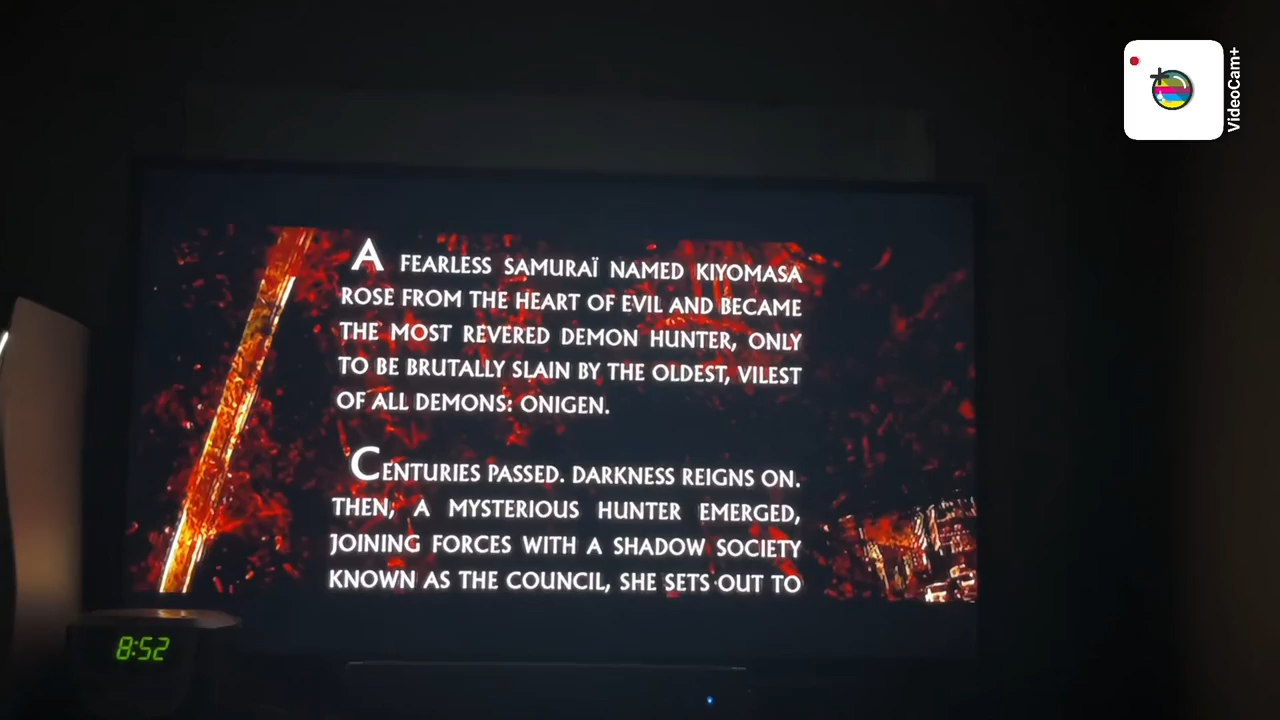 A FEARLESS SAMURAÏ NAMED KIYOMASA
ROSE FROM THE HEART OF EVIL AND BECAME
THE MOST REVERED DEMON HUNTER, ONLY
TO BE BRUTALLY SLAIN BY THE OLDEST, VILEST
OF ALL DEMONS: ONIGEN.
CENTURIES PASSED. DARKNESS REIGNS ON.
THEN, A MYSTERIOUS HUNTER EMERGED,
JOINING FORCES WITH A SHADOW SOCIETY
KNOWN AS THE COUNCIL, SHE SETS OUT TO
8:52
VideoCam+